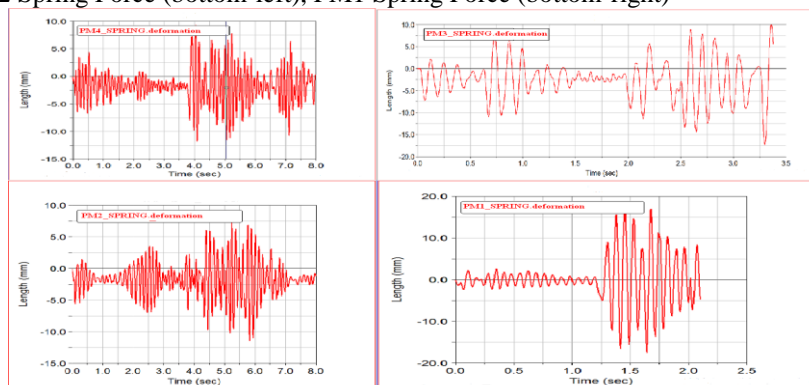 2 Spring Force (bottom-left), PM1 Spring Force (bottom-right)
PM4_SPRING.deformation
Length (mm)
10.0
5.0
0.0
-5.0
-10.0
-15.0
0.0 1.0 2.0 3.0 4.0 5.0 6.0 7.0 8.0
Time (sec)
PM3_SPRING.deformation
Length (mm)
10.0
5.0
0.0
-5.0
-10.0
-15.0
-20.0
0.0 0.5 1.0 1.5 2.0 2.5 3.0 3.5
Time (sec)
PM2_SPRING.deformation
Length (mm)
10.0
5.0
0.0
-5.0
-10.0
-15.0
0.0 1.0 2.0 3.0 4.0 5.0 6.0 7.0 8.0
Time (sec)
PM1_SPRING.deformation
Length (mm)
20.0
10.0
0.0
-10.0
-20.0
0.0 0.5 1.0 1.5 2.0 2.5
Time (sec)